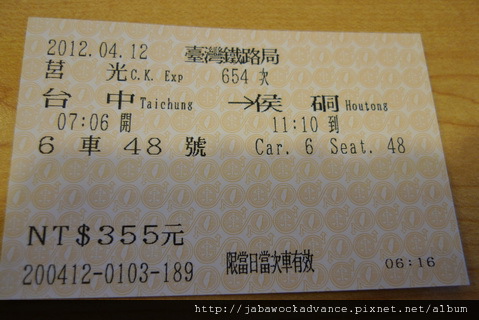 2012.04.12 臺灣鐵路局
莒 光 C.K. Exp 654 次
台 中 Taichung →侯 硐 Houtong
07:06 開 11:10 到
6 車 48 號 Car. 6 Seat. 48
NT$355元
限當日當次車有效
200412-0103-189 06:16
http://jabawockadvance.pixnet.net/album